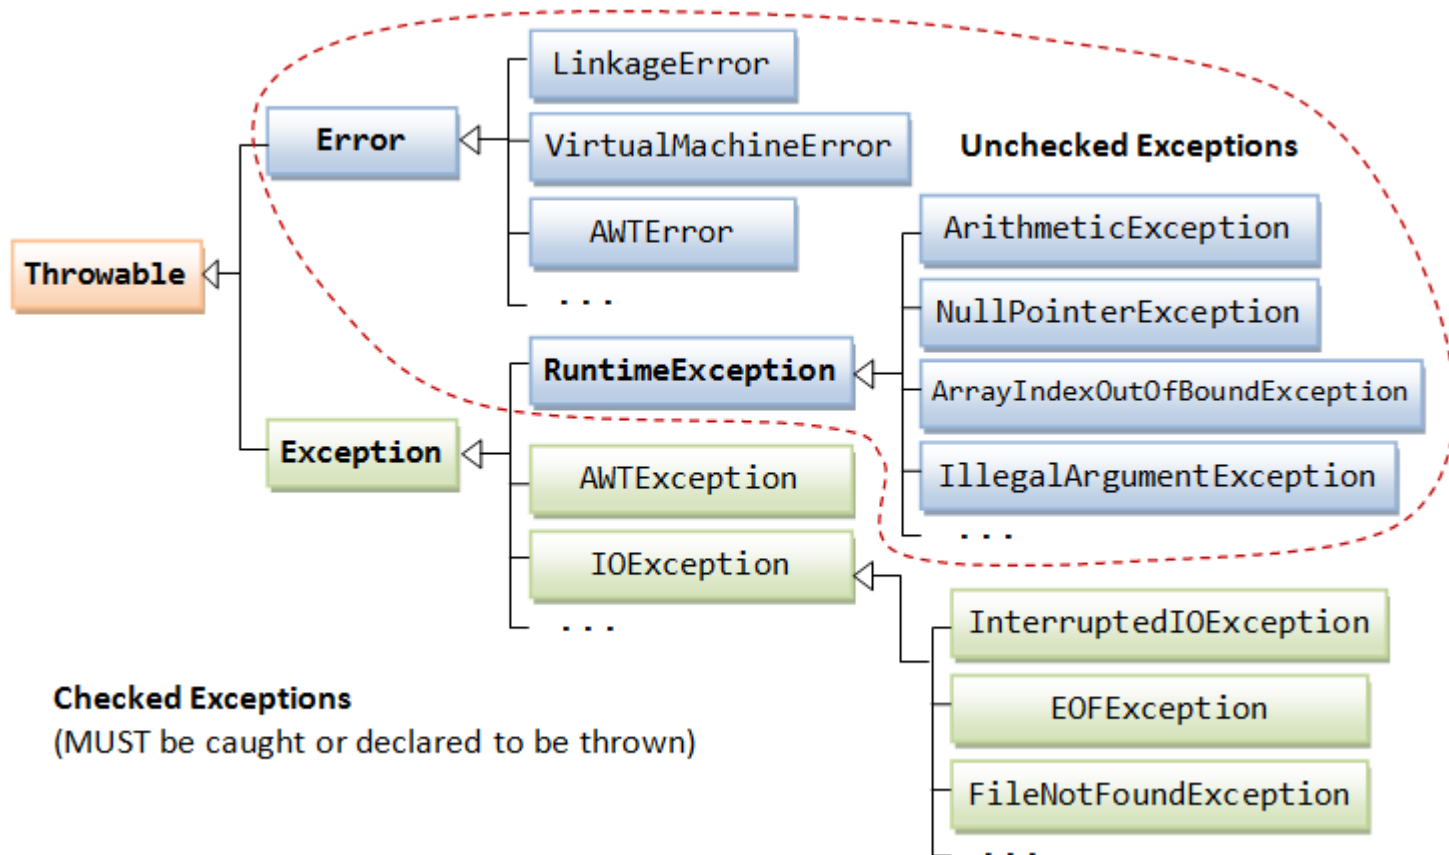 LinkageError
Error
VirtualMachineError
Unchecked Exceptions
AWTError
ArithmeticException
Throwable
...
NullPointerException
RuntimeException
ArrayIndexOutOfBoundException
Exception
AWTException
IllegalArgumentException
...
IOException
...
InterruptedIOException
Checked Exceptions
(MUST be caught or declared to be thrown)
EOFException
FileNotFoundException
...